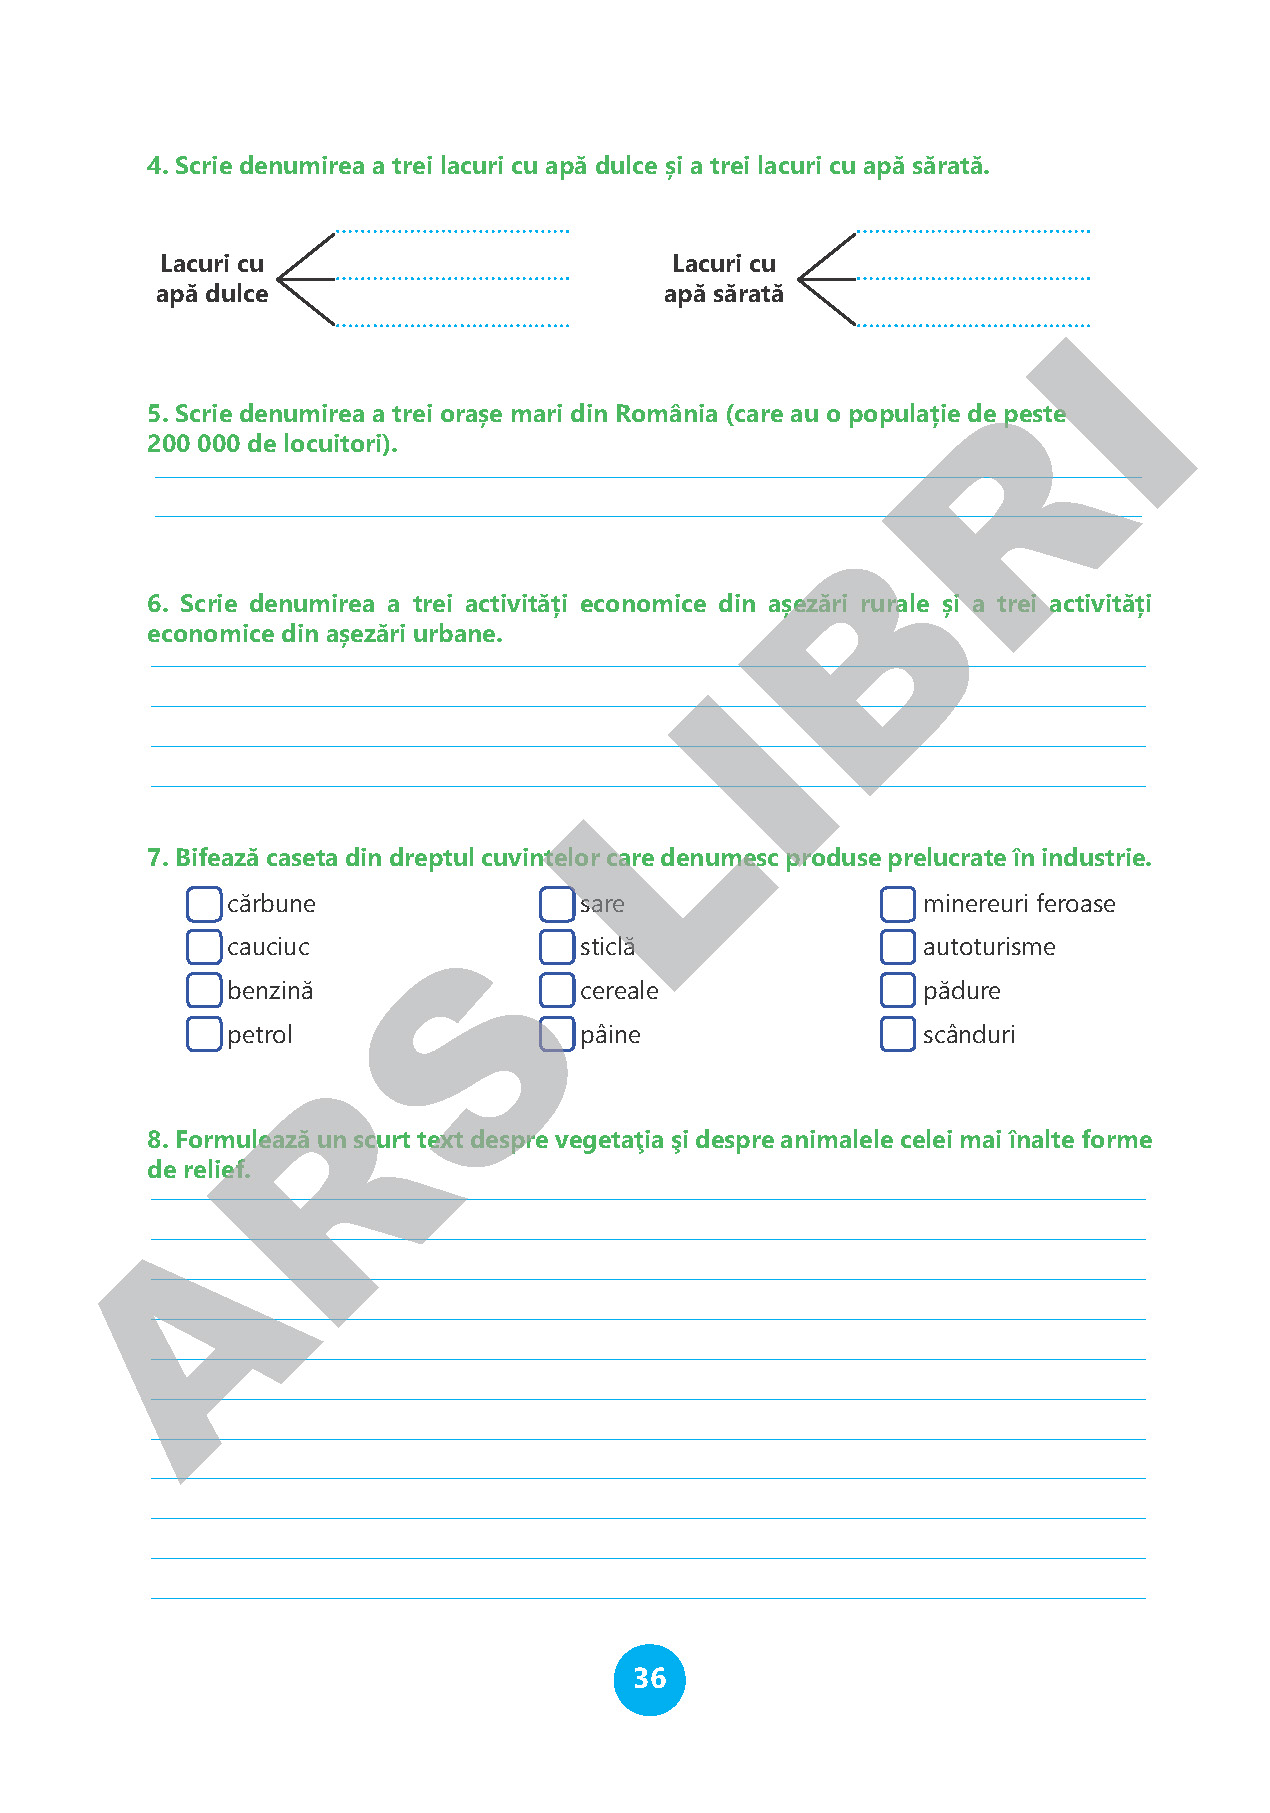 4. Scrie denumirea a trei lacuri cu apă dulce și a trei lacuri cu apă sărată.
Lacuri cu
apă dulce
Lacuri cu
apă sărată
5. Scrie denumirea a trei orașe mari din România (care au o populație de peste
200 000 de locuitori).
6. Scrie denumirea a trei activități economice din așezări rurale și a trei activități
economice din așezări urbane.
7. Bifează caseta din dreptul cuvintelor care denumesc produse prelucrate în industrie.
cărbune
sare
minereuri feroase
cauciuc
sticlă
autoturisme
benzină
cereale
pădure
petrol
pâine
scânduri
8. Formulează un scurt text despre vegetaţia şi despre animalele celei mai înalte forme
de relief.
36
ARS LIBRI